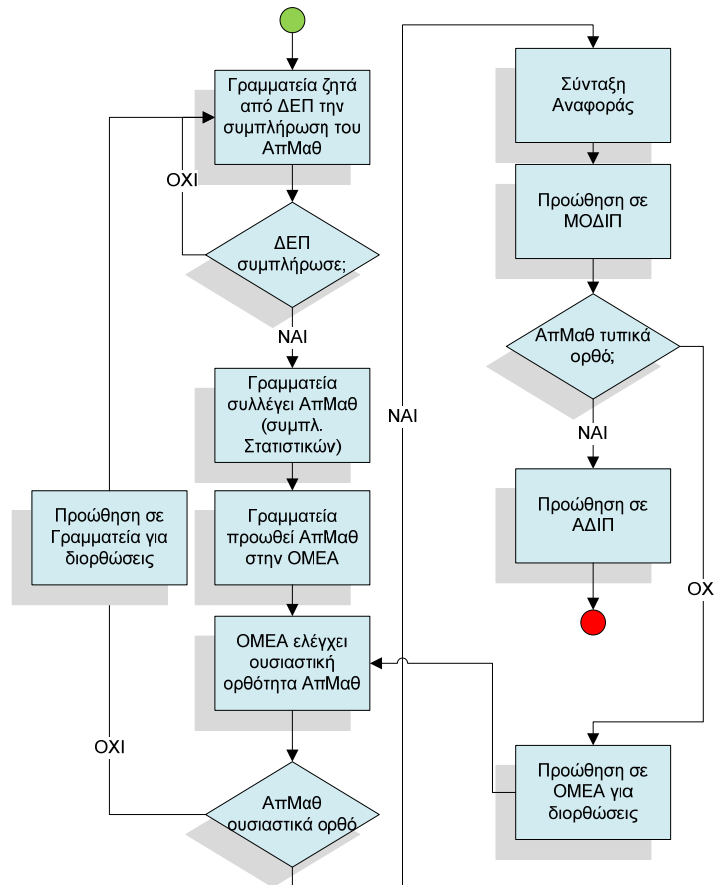 Γραμματεία ζητά
από ΔΕΠ την
συμπλήρωση του
ΑπΜαθ
ΟΧΙ
ΔΕΠ
συμπλήρωσε;
ΝΑΙ
Γραμματεία
συλλέγει ΑπΜαθ
(συμπλ.
Στατιστικών)
Γραμματεία
προωθεί ΑπΜαθ
στην ΟΜΕΑ
Προώθηση σε
Γραμματεία για
διορθώσεις
ΟΜΕΑ ελέγχει
ουσιαστική
ορθότητα ΑπΜαθ
ΟΧΙ
ΑπΜαθ
ουσιαστικά ορθό
ΝΑΙ
Σύνταξη
Αναφοράς
Προώθηση σε
ΜΟΔΙΠ
ΑπΜαθ τυπικά
ορθό;
ΝΑΙ
Προώθηση σε
ΑΔΙΠ
ΟΧ
Προώθηση σε
ΟΜΕΑ για
διορθώσεις